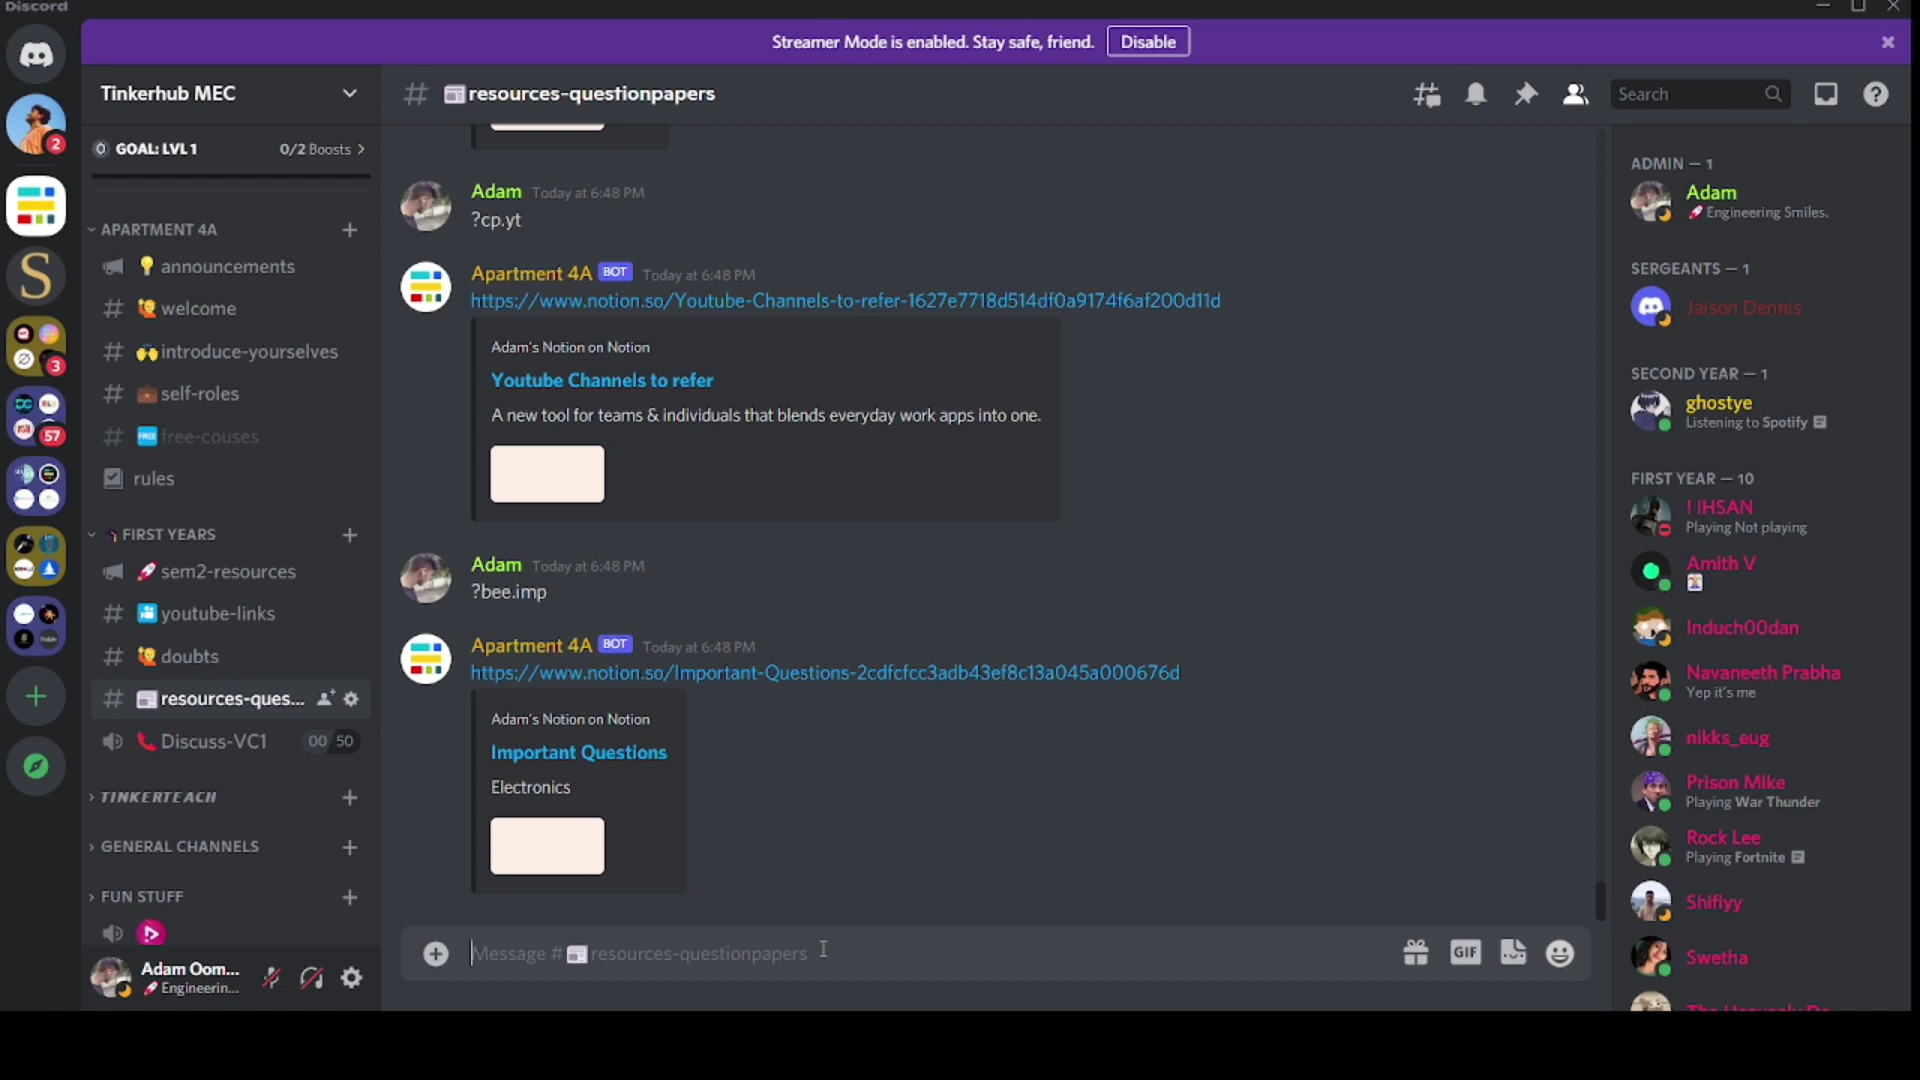 Discord
Streamer Mode is enabled. Stay safe, friend.
Disable
Tinkerhub MEC
GOAL: LVL 1
0/2 Boosts >
APARTMENT 4A
announcements
welcome
introduce-yourselves
self-roles
FREE
free-couses
rules
FIRST YEARS
sem2-resources
youtube-links
doubts
resources-ques...
Discuss-VC1
00 50
TINKERTEACH
GENERAL CHANNELS
FUN STUFF
Adam Oom...
Engineerin...
2
S
3
57
# resources-questionpapers
Search
Adam Today at 6:48 PM
?cp.yt
Apartment 4A BOT Today at 6:48 PM
https://www.notion.so/Youtube-Channels-to-refer-1627e7718d514df0a9174f6af200d11d
Adam's Notion on Notion
Youtube Channels to refer
A new tool for teams & individuals that blends everyday work apps into one.
Adam Today at 6:48 PM
?bee.imp
Apartment 4A BOT Today at 6:48 PM
https://www.notion.so/Important-Questions-2cdfcfcc3adb43ef8c13a045a000676d
Adam's Notion on Notion
Important Questions
Electronics
Message # resources-questionpapers
GIF
ADMIN — 1
Adam
Engineering Smiles.
SERGEANTS — 1
Jaison Dennis
SECOND YEAR — 1
ghostye
Listening to Spotify
FIRST YEAR — 10
! IHSAN
Playing Not playing
Amith V
Induch00dan
Navaneeth Prabha
Yep it's me
nikks_eug
Prison Mike
Playing War Thunder
Rock Lee
Playing Fortnite
Shifiyy
Swetha